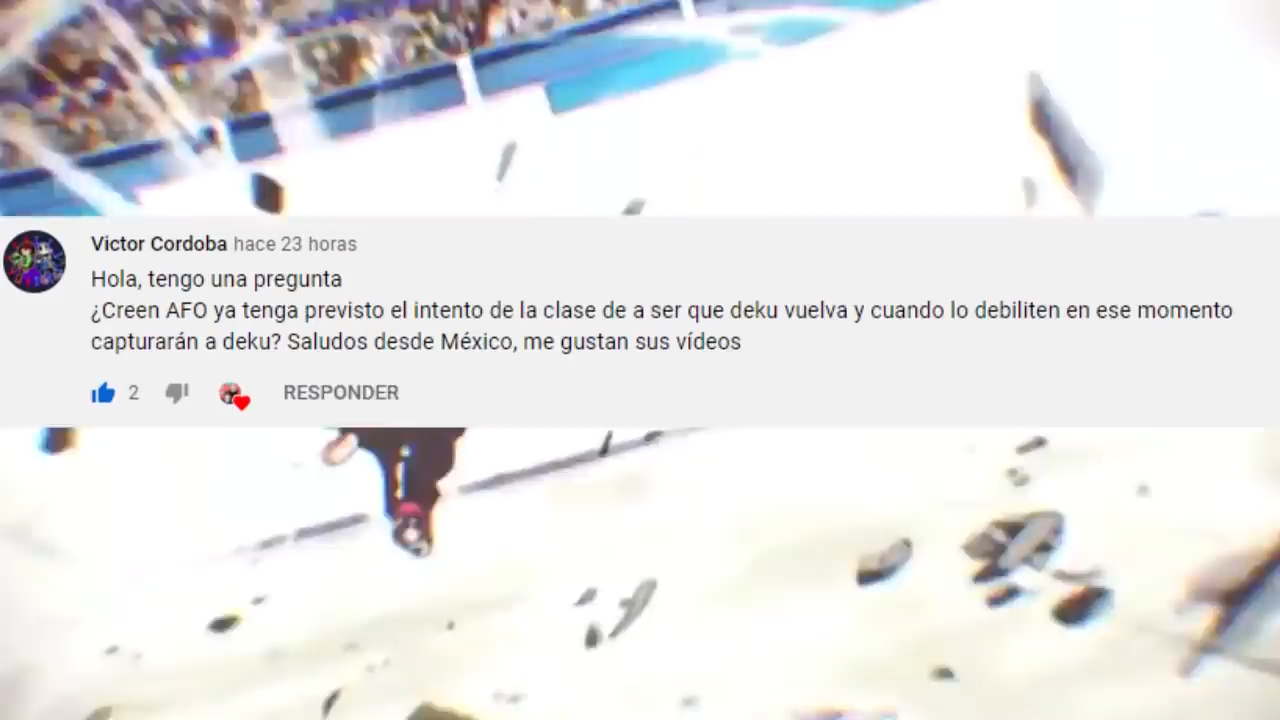 Victor Cordoba hace 23 horas
Hola, tengo una pregunta
¿Creen AFO ya tenga previsto el intento de la clase de a ser que deku vuelva y cuando lo debiliten en ese momento
capturarán a deku? Saludos desde México, me gustan sus vídeos
2 RESPONDER